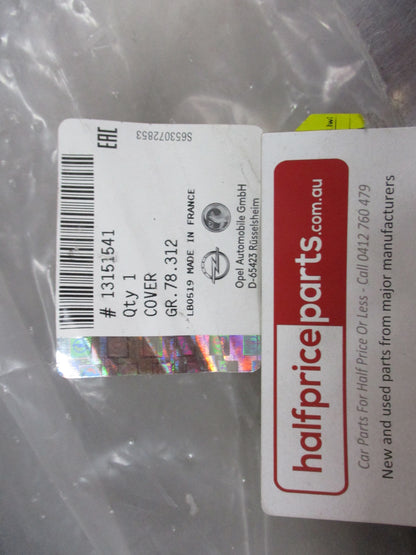 EAC
S653072853
# 13151541
Qty 1
COVER
GR.78.312
LB0519 MADE IN FRANCE
Opel Automobile GmbH
D-65423 Rüsselsheim
halfpriceparts.com.au
Car Parts For Half Price Or Less - Call 0412 760 479
New and used parts from major manufacturers